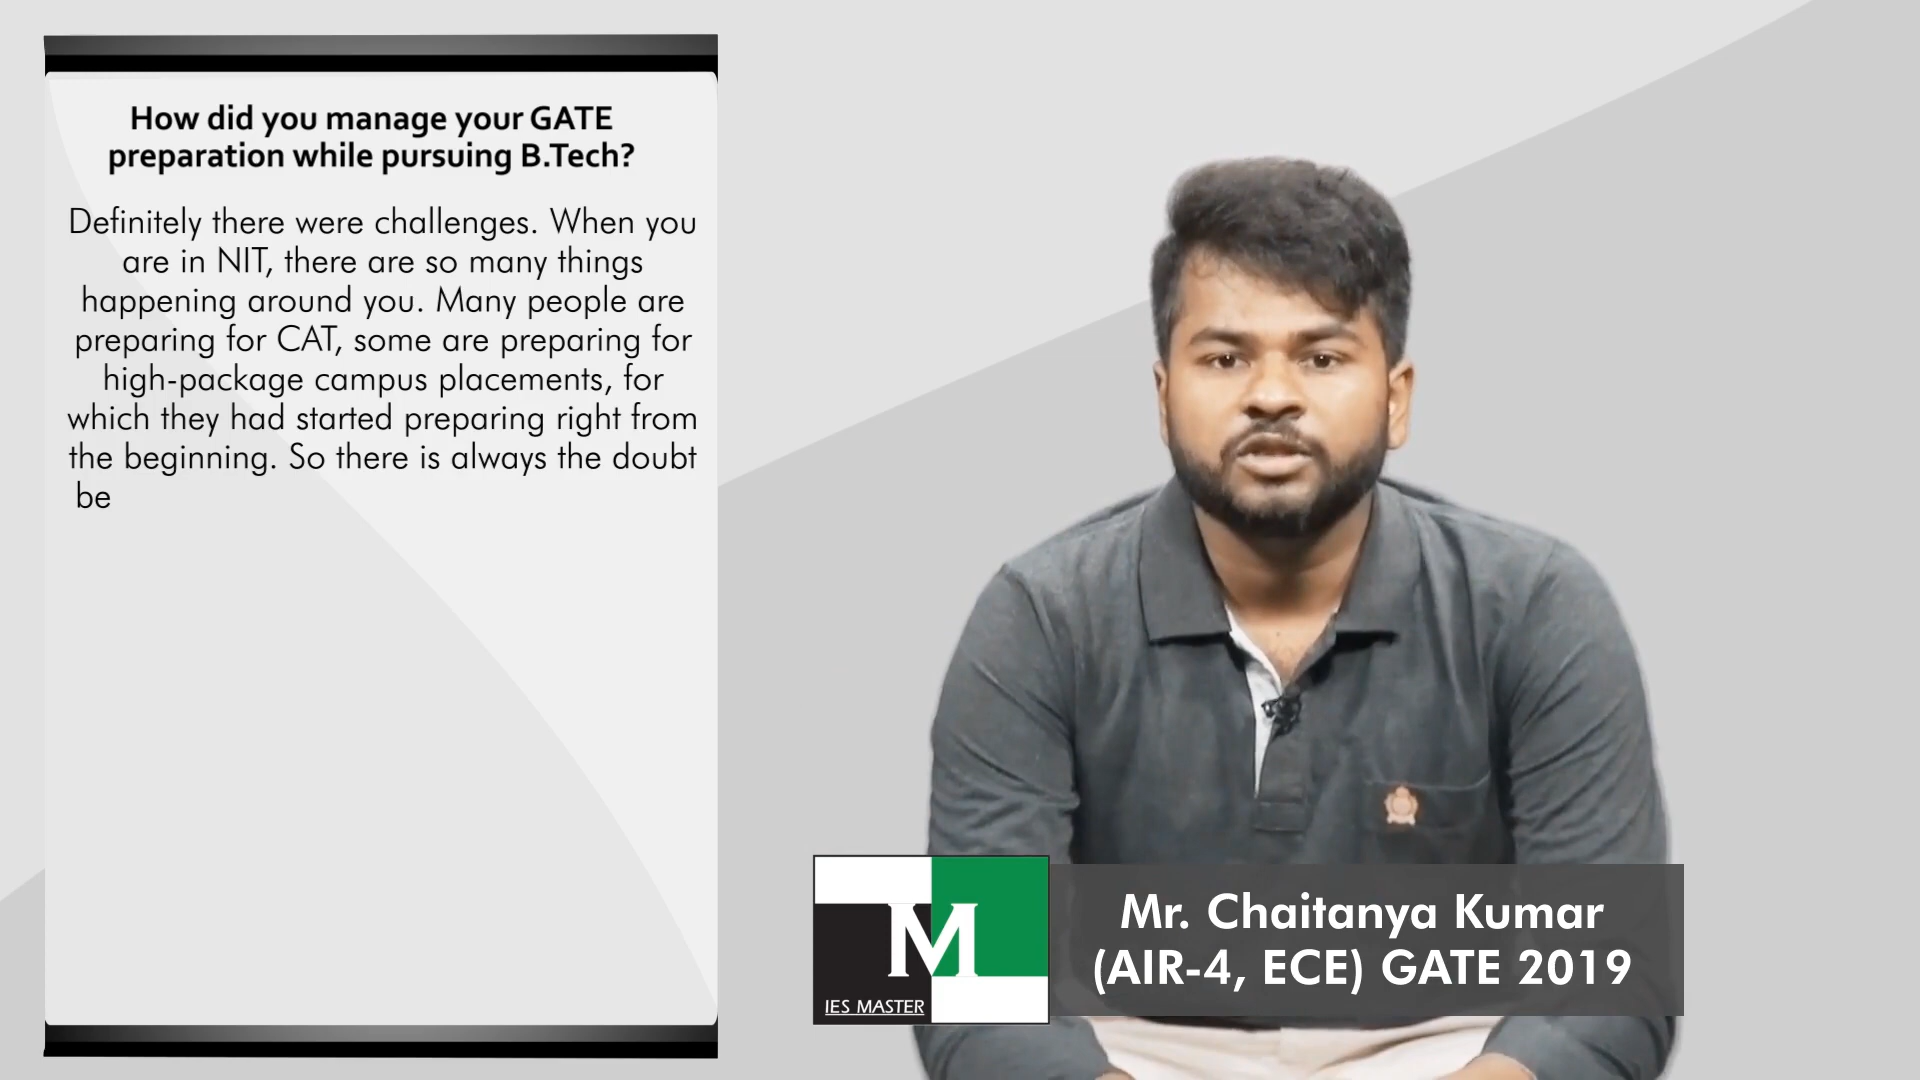 How did you manage your GATE
preparation while pursuing B.Tech?
Definitely there were challenges. When you
are in NIT, there are so many things
happening around you. Many people are
preparing for CAT, some are preparing for
high-package campus placements, for
which they had started preparing right from
the beginning. So there is always the doubt
be
M
IES MASTER
Mr. Chaitanya Kumar
(AIR-4, ECE) GATE 2019